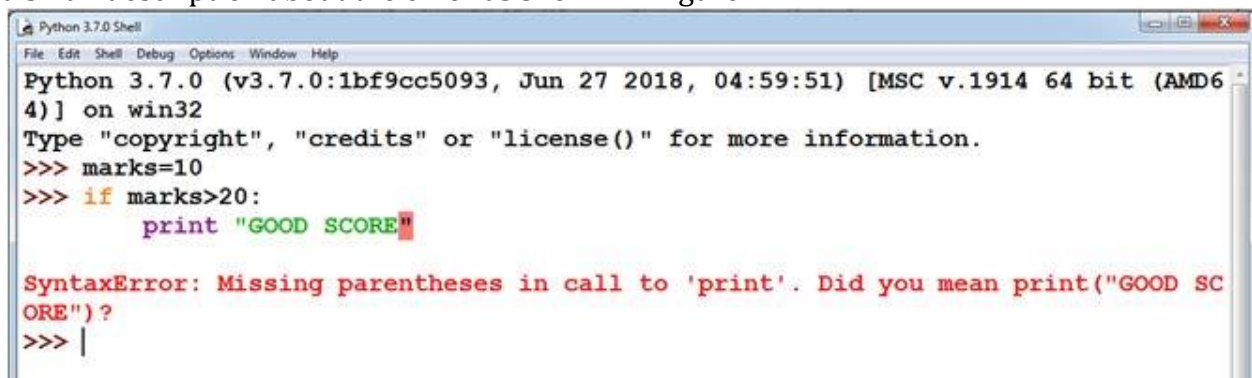 Python 3.7.0 Shell
File Edit Shell Debug Options Window Help
Python 3.7.0 (v3.7.0:1bf9cc5093, Jun 27 2018, 04:59:51) [MSC v.1914 64 bit (AMD6
4)] on win32
Type "copyright", "credits" or "license()" for more information.
>>> marks=10
>>> if marks>20:
        print "GOOD SCORE"

SyntaxError: Missing parentheses in call to 'print'. Did you mean print("GOOD SC
ORE")?
>>>